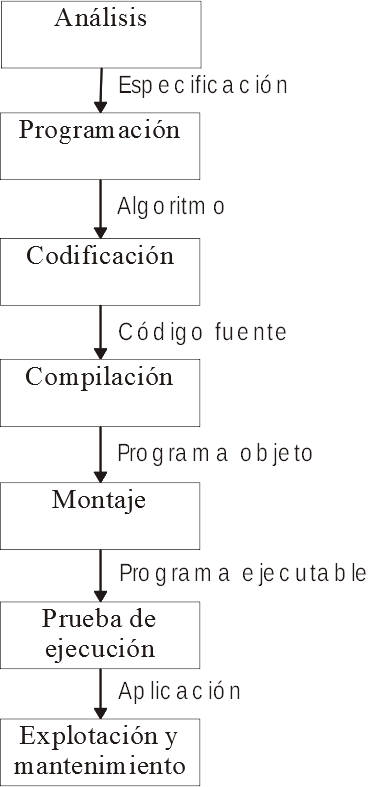 Análisis
Especificación
Programación
Algoritmo
Codificación
Código fuente
Compilación
Programa objeto
Montaje
Programa ejecutable
Prueba de
ejecución
Aplicación
Explotación y
mantenimiento